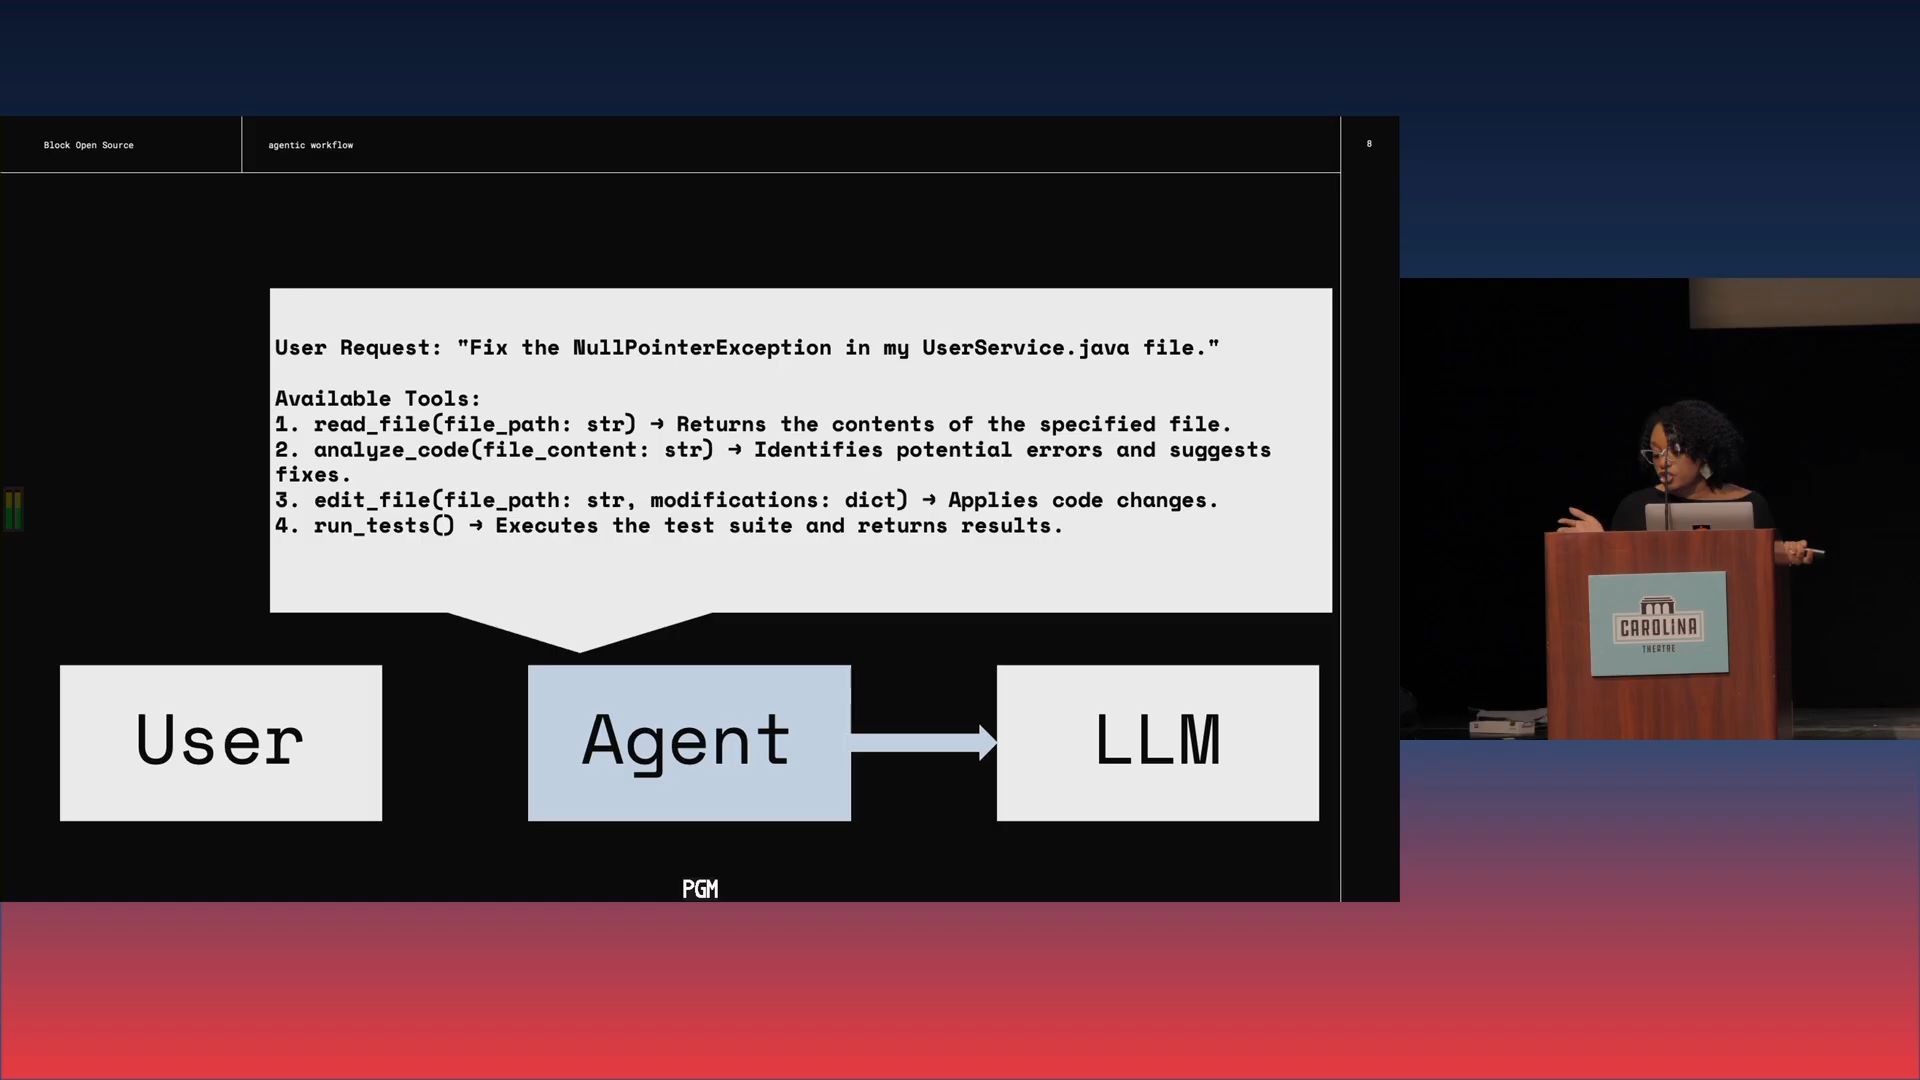 Block Open Source
agentic workflow
8
User Request: "Fix the NullPointerException in my UserService.java file."
Available Tools:
1. read_file(file_path: str) → Returns the contents of the specified file.
2. analyze_code(file_content: str) → Identifies potential errors and suggests
fixes.
3. edit_file(file_path: str, modifications: dict) → Applies code changes.
4. run_tests() → Executes the test suite and returns results.
User
Agent
LLM
PGM
CAROLINA
THEATRE